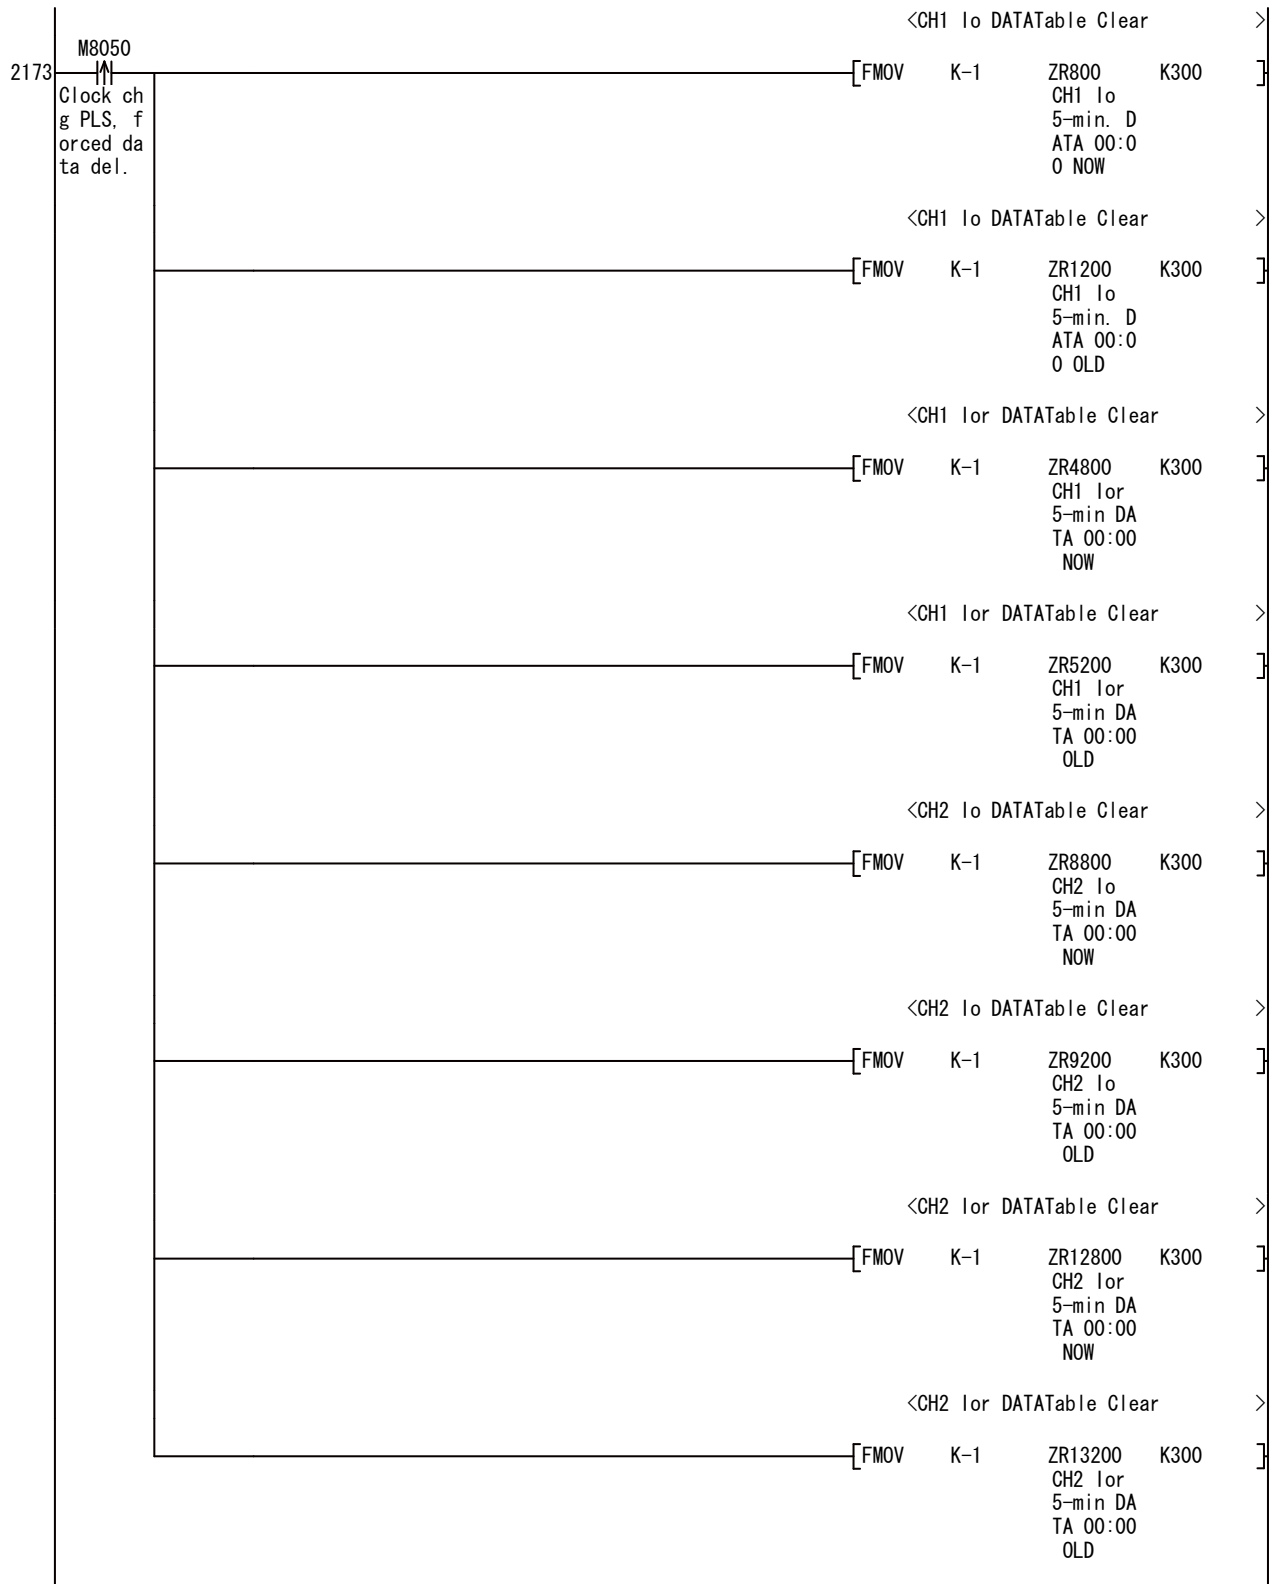 <CH1 Io DATATable Clear >
M8050
2173 [FMOV K-1 ZR800 K300 ]
Clock ch
g PLS, f
orced da
ta del.
CH1 Io
5-min. D
ATA 00:0
0 NOW
<CH1 Io DATATable Clear >
[FMOV K-1 ZR1200 K300 ]
CH1 Io
5-min. D
ATA 00:0
0 OLD
<CH1 Ior DATATable Clear >
[FMOV K-1 ZR4800 K300 ]
CH1 Ior
5-min DA
TA 00:00
NOW
<CH1 Ior DATATable Clear >
[FMOV K-1 ZR5200 K300 ]
CH1 Ior
5-min DA
TA 00:00
OLD
<CH2 Io DATATable Clear >
[FMOV K-1 ZR8800 K300 ]
CH2 Io
5-min DA
TA 00:00
NOW
<CH2 Io DATATable Clear >
[FMOV K-1 ZR9200 K300 ]
CH2 Io
5-min DA
TA 00:00
OLD
<CH2 Ior DATATable Clear >
[FMOV K-1 ZR12800 K300 ]
CH2 Ior
5-min DA
TA 00:00
NOW
<CH2 Ior DATATable Clear >
[FMOV K-1 ZR13200 K300 ]
CH2 Ior
5-min DA
TA 00:00
OLD